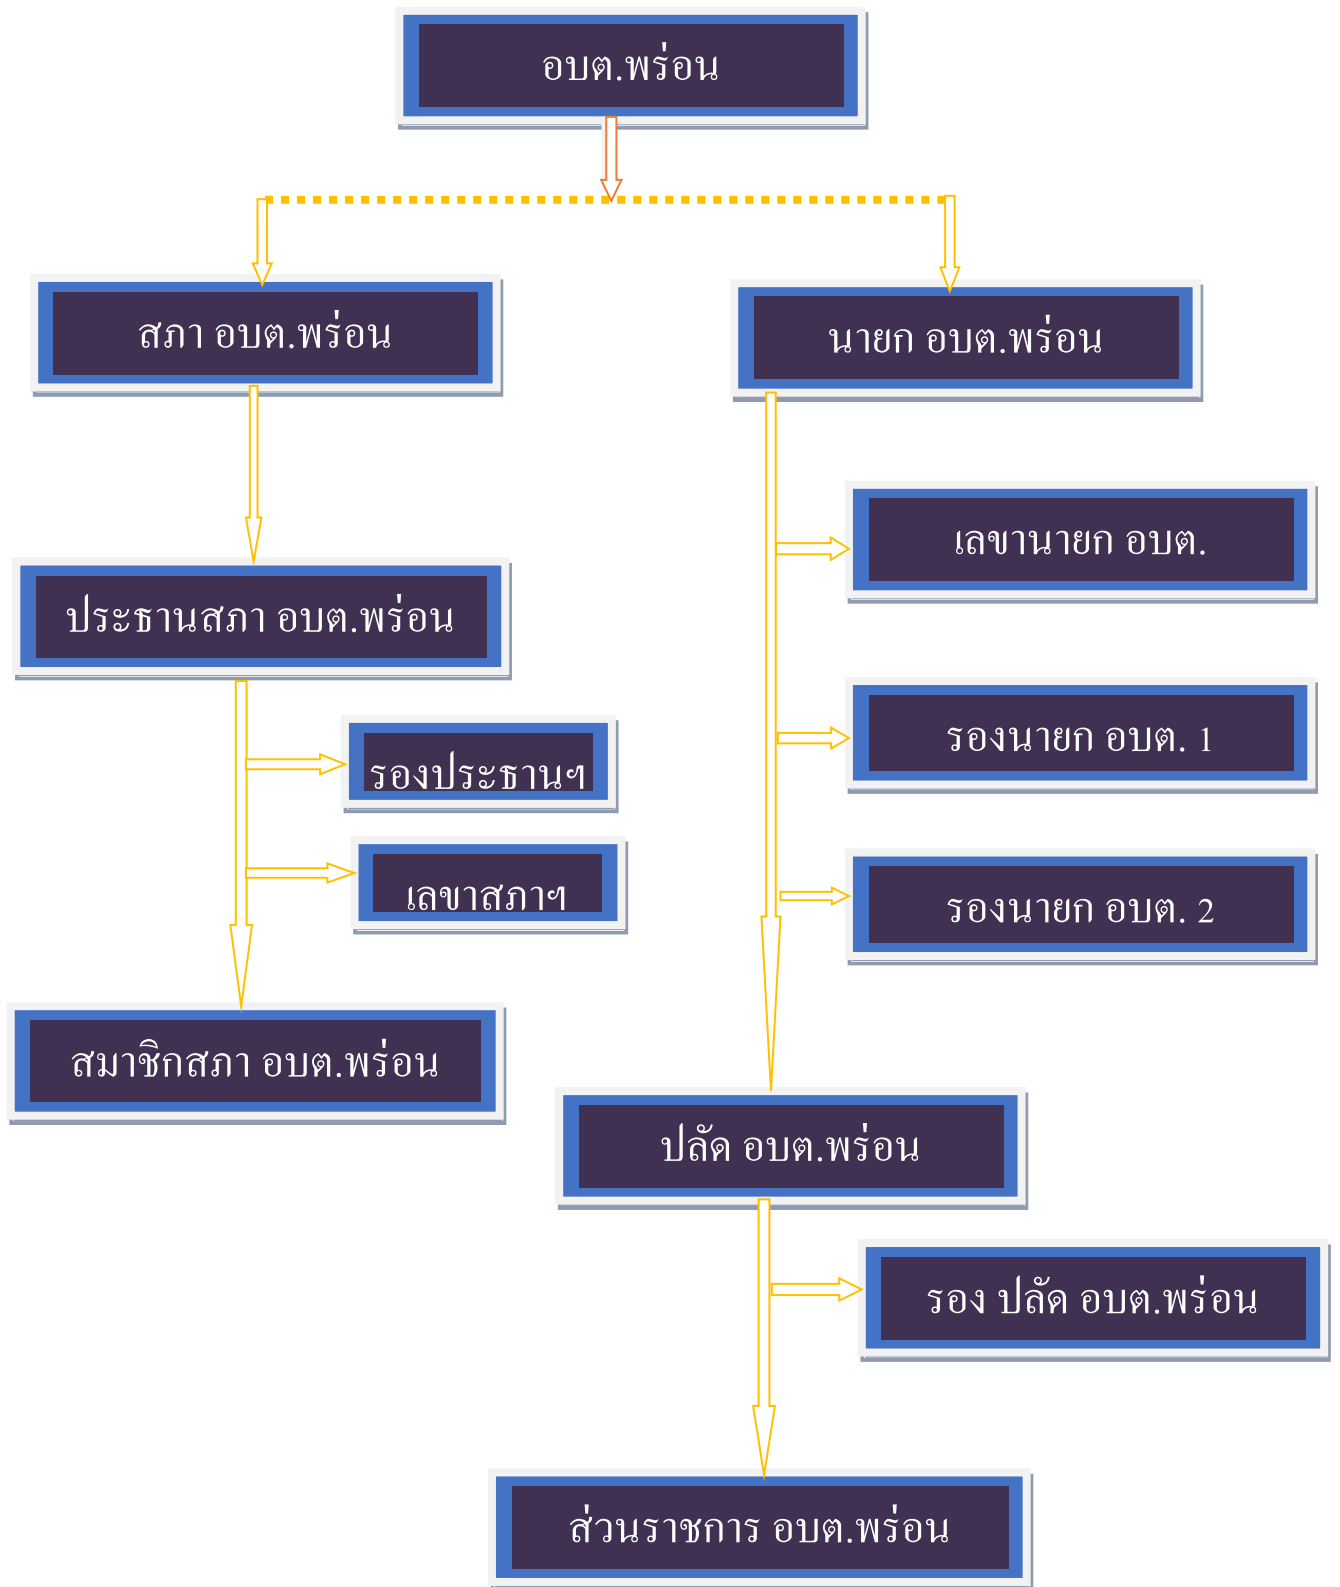 อบต.พร่อน
สภา อบต.พร่อน
นายก อบต.พร่อน
เลขานายก อบต.
ประธานสภา อบต.พร่อน
รองนายก อบต. 1
รองประธานฯ
เลขาสภาฯ
รองนายก อบต. 2
สมาชิกสภา อบต.พร่อน
ปลัด อบต.พร่อน
รอง ปลัด อบต.พร่อน
ส่วนราชการ อบต.พร่อน